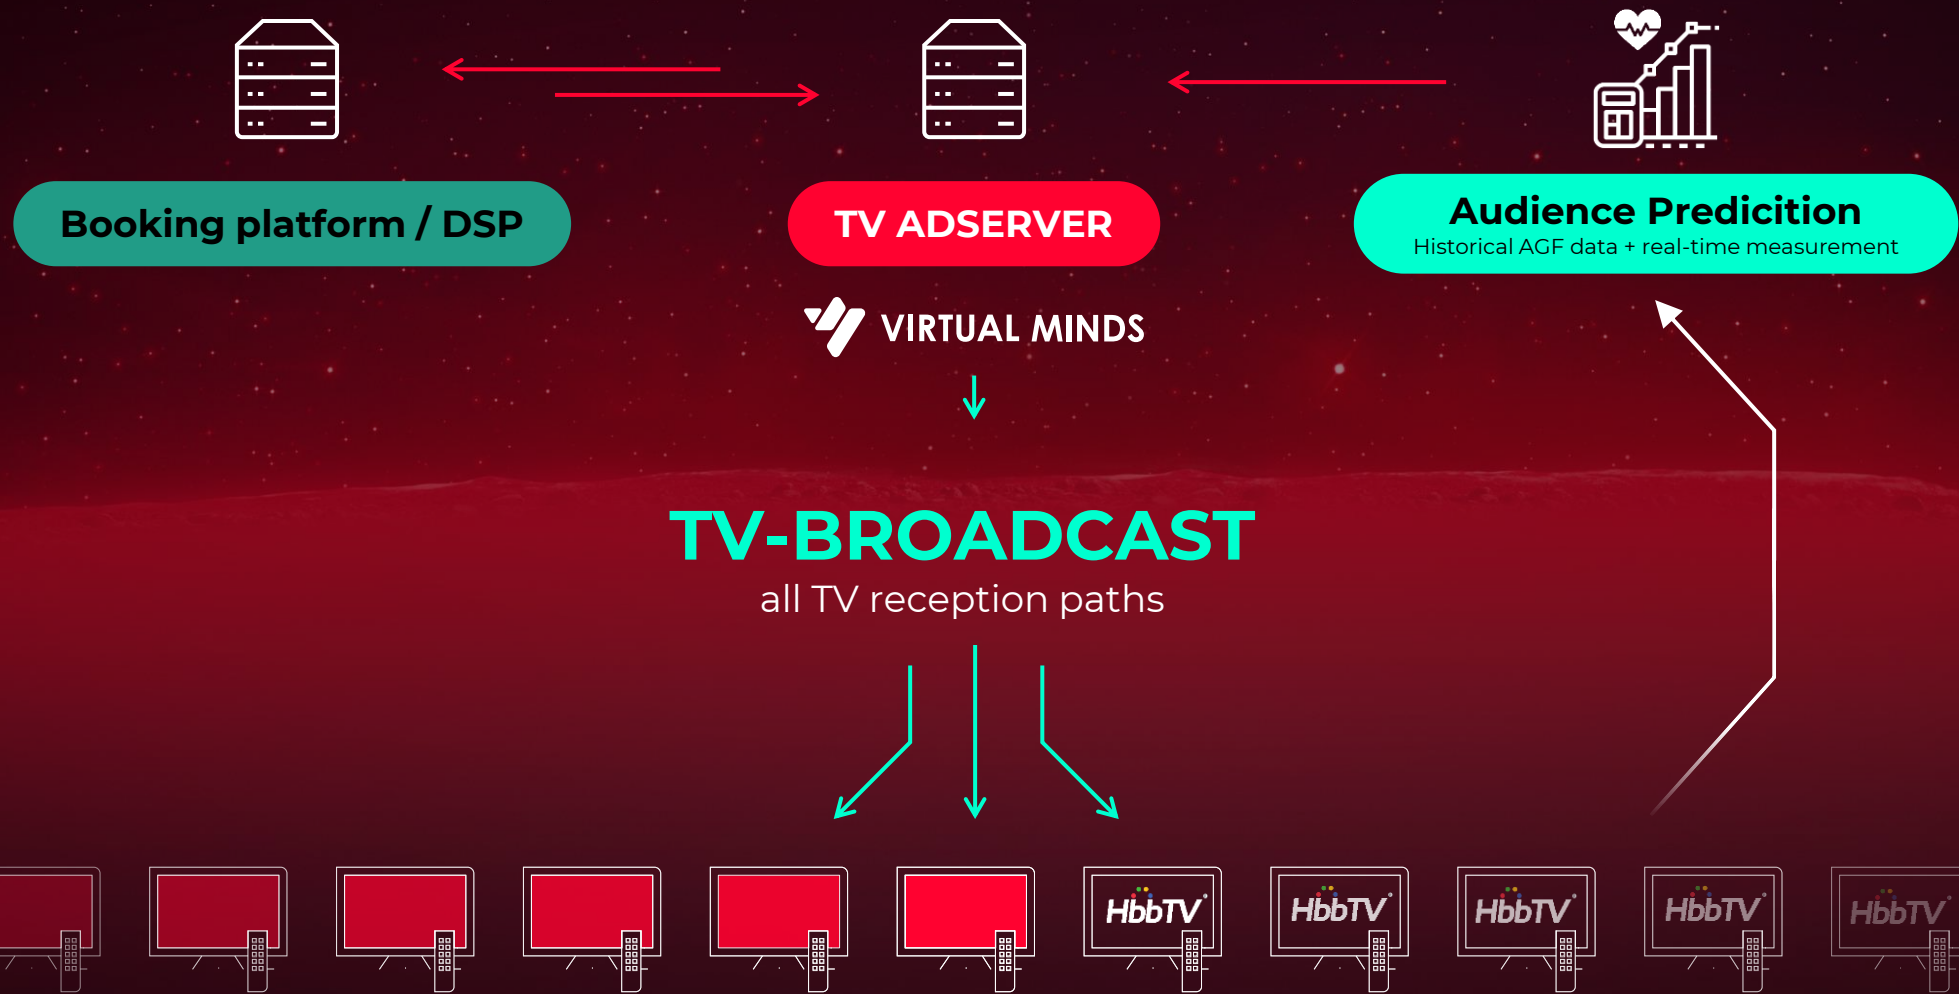 Booking platform / DSP
TV ADSERVER
Audience Predicition
Historical AGF data + real-time measurement
VIRTUAL MINDS
TV-BROADCAST
all TV reception paths
HbbTV
HbbTV
HbbTV
HbbTV
HbbTV